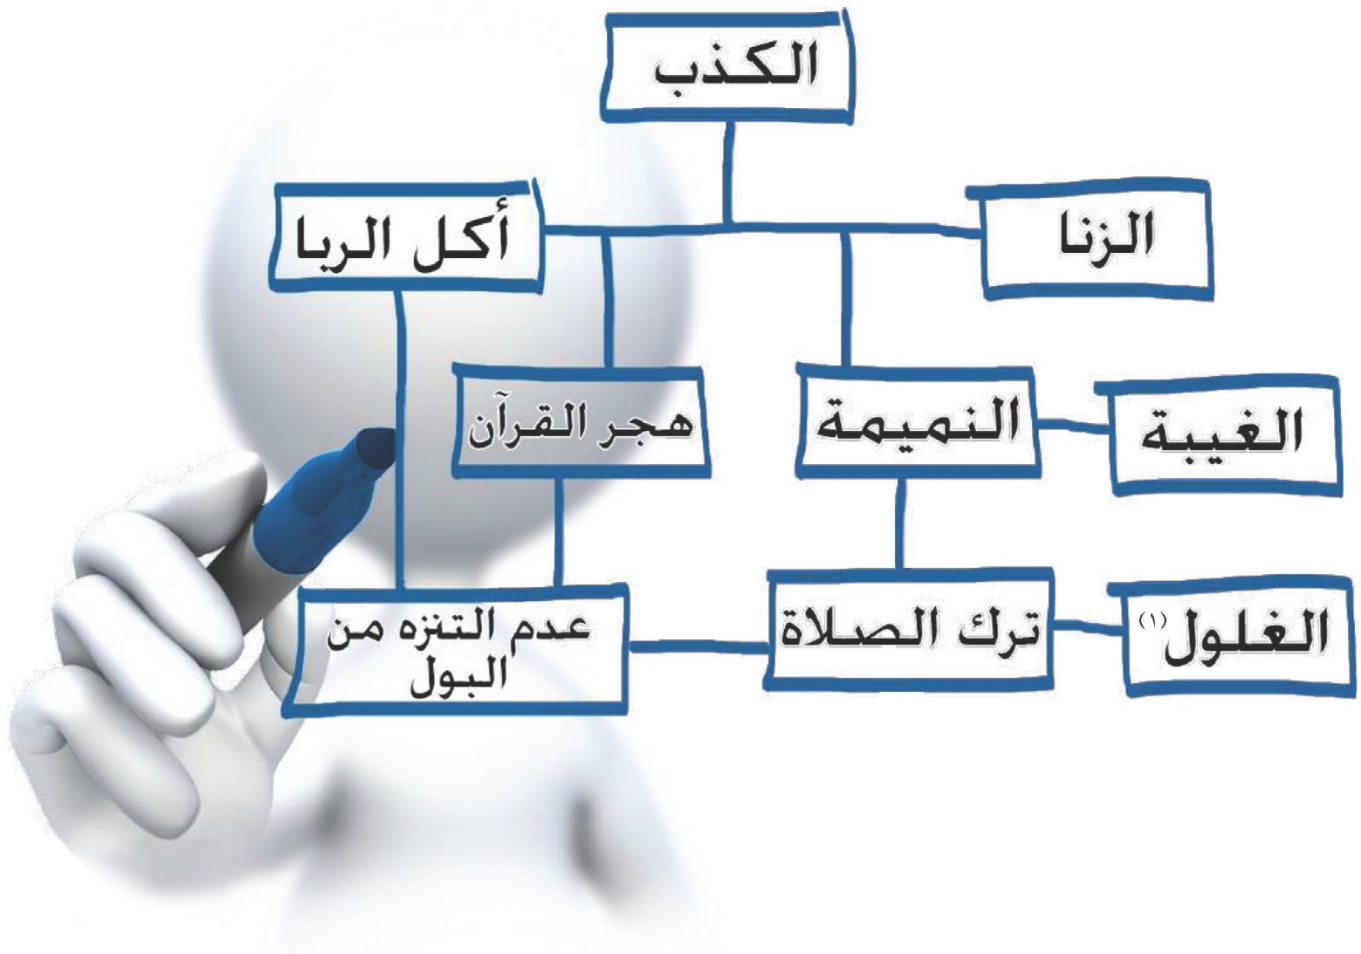 الكذب
الزنا
أكل الربا
الغيبة
النميمة
هجر القرآن
الغلول(١)
ترك الصلاة
عدم التنزه من
البول